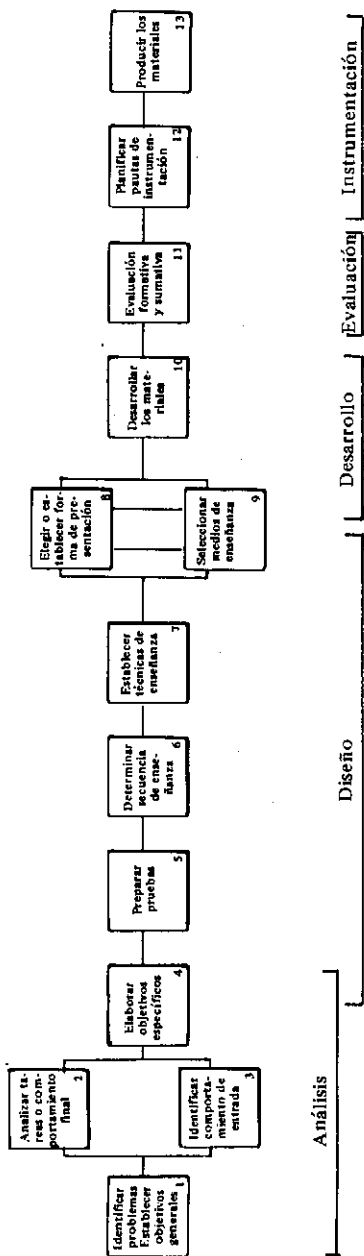 Identificar
problemas
Establecer
objetivos
generales
1
Analizar ta-
reas o com-
portamiento
final
2
Identificar
comporta-
miento de
entrada
3
Elaborar
objetivos
específicos
4
Preparar
pruebas
5
Determinar
secuencia
de ense-
ñanza
6
Establecer
técnicas de
enseñanza
7
Elegir o es-
tablecer for-
ma de pre-
sentación
8
Seleccionar
medios de
enseñanza
9
Desarrollar
los mate-
riales
10
Evaluación
formativa
y sumativa
11
Planificar
pautas de
instrumen-
tación
12
Producir los
materiales
13
Análisis
Diseño
Desarrollo
Evaluación
Instrumentación